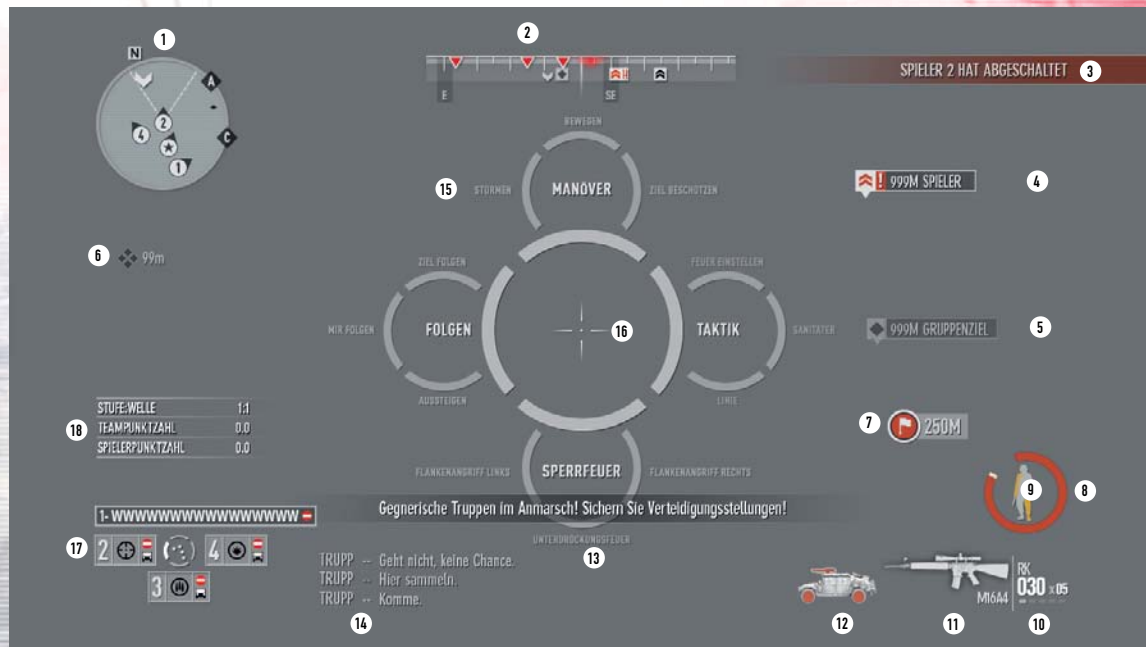 1
N
A
2
4
C
1
2
E
SE
SPIELER 2 HAT ABGESCHALTET 3
BEWEGEN
15 STÜRMEN MANÖVER ZIEL BESCHÜTZEN
999M SPIELER 4
6 99m
ZIEL FOLGEN
FEUER EINSTELLEN
MIR FOLGEN FOLGEN
16
TAKTIK SANITÄTER
999M GRUPPENZIEL 5
AUSSTEIGEN
LINIE
18
STUFE:WELLE 1:1
TEAMPUNKTZAHL 0.0
SPIELERPUNKTZAHL 0.0
7 250M
FLANKENANGRIFF LINKS SPERRFEUER FLANKENANGRIFF RECHTS
9 8
1- WWWWWWWWWWWWWWWWW
Gegnerische Truppen im Anmarsch! Sichern Sie Verteidigungsstellungen!
UNTERDRÜCKUNGSFEUER
13
17 2 4
3
TRUPP -- Geht nicht, keine Chance.
TRUPP -- Hier sammeln.
TRUPP -- Komme.
14
12
M16A4
11
RK
030 x05
10